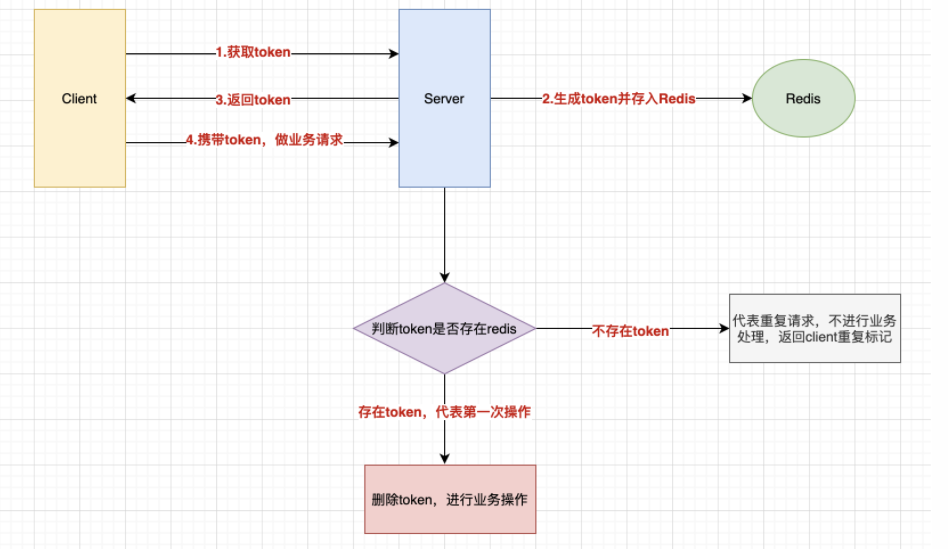 1.获取token
Client
3.返回token
Server
2.生成token并存入Redis
Redis
4.携带token，做业务请求
判断token是否存在redis
不存在token
代表重复请求，不进行业务
处理，返回client重复标记
存在token，代表第一次操作
删除token，进行业务操作